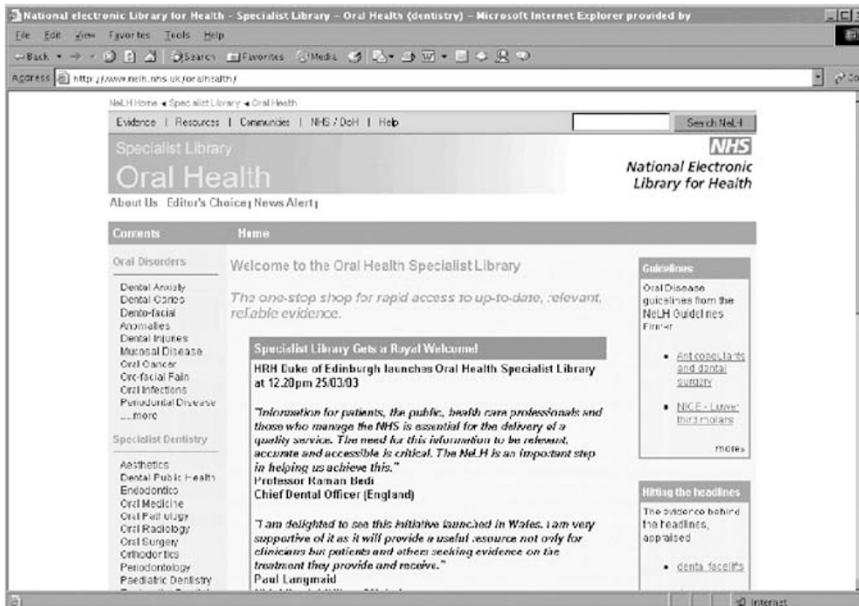 National electronic Library for Health - Specialist Library - Oral Health (dentistry) - Microsoft Internet Explorer provided by
File Edit View Favorites Tools Help
Back Search Favorites Media
Address http://www.nelh.nhs.uk/oralhealth/
NeLH Home Specialist Library Oral Health
Evidence | Resources | Communities | NHS / DoH | Help Search NeLH
Specialist Library
Oral Health
NHS
National Electronic
Library for Health
About Us Editor's Choice News Alert
Contents Home
Oral Disorders
Dental Anxiety
Dental Caries
Dento-facial
Anomalies
Dental Injuries
Mucosal Disease
Oral Cancer
Oro-facial Pain
Oral Infections
Periodontal Disease
.....more
Specialist Dentistry
Aesthetics
Dental Public Health
Endodontics
Oral Medicine
Oral Pathology
Oral Radiology
Oral Surgery
Orthodontics
Periodontology
Paediatric Dentistry
Welcome to the Oral Health Specialist Library
The one-stop shop for rapid access to up-to-date, relevant,
reliable evidence.
Specialist Library Gets a Royal Welcome!
HRH Duke of Edinburgh launches Oral Health Specialist Library
at 12.20pm 25/03/03
"Information for patients, the public, health care professionals and
those who manage the NHS is essential for the delivery of a
quality service. The need for this information to be relevant,
accurate and accessible is critical. The NeLH is an important step
in helping us achieve this."
Professor Raman Bedi
Chief Dental Officer (England)
"I am delighted to see this initiative launched in Wales. I am very
supportive of it as it will provide a useful resource not only for
clinicians but patients and others seeking evidence on the
treatment they provide and receive."
Paul Langmaid
Guidelines
Oral Disease
guidelines from the
NeLH Guidelines
Finder
Anticoagulants
and dental
surgery
NICE - Lower
third molars
more»
Hitting the headlines
The evidence behind
the headlines,
appraised
dental facelifts
Internet